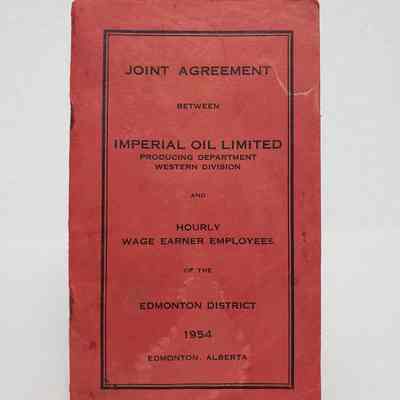 JOINT AGREEMENT
BETWEEN
IMPERIAL OIL LIMITED
PRODUCING DEPARTMENT
WESTERN DIVISION
AND
HOURLY
WAGE EARNER EMPLOYEES
OF THE
EDMONTON DISTRICT
1954
EDMONTON, ALBERTA